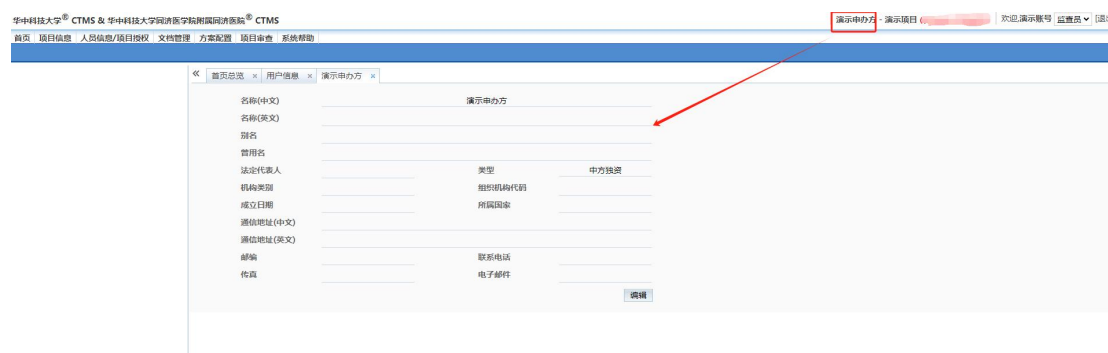 华中科技大学® CTMS & 华中科技大学同济医学院附属同济医院® CTMS 演示申办方 - 演示项目 ( 欢迎,演示账号 监查员 [退出
首页 项目信息 人员信息/项目授权 文档管理 方案配置 项目审查 系统帮助
« 首页总览 × 用户信息 × 演示申办方 ×
名称(中文) 演示申办方
名称(英文)
别名
曾用名
法定代表人 类型 中方独资
机构类别 组织机构代码
成立日期 所属国家
通信地址(中文)
通信地址(英文)
邮编 联系电话
传真 电子邮件
编辑